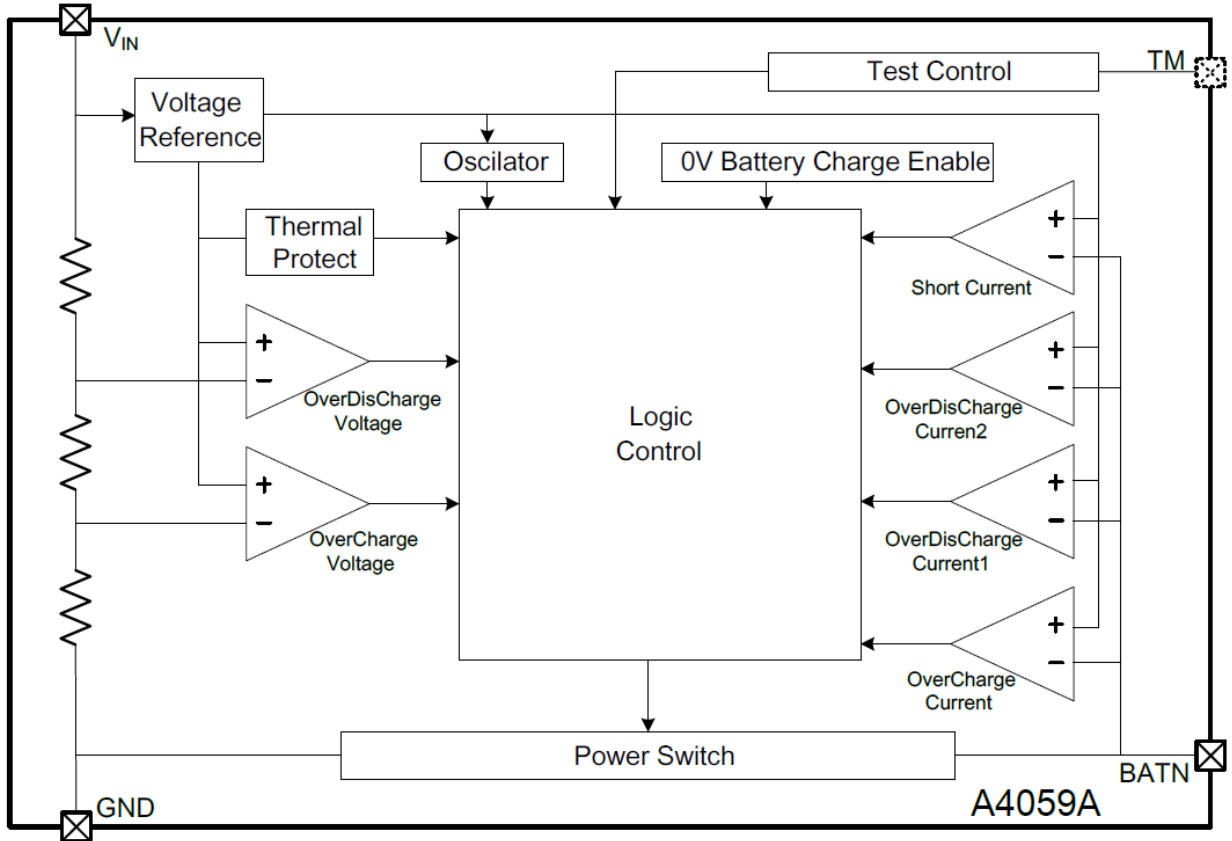 VIN
TM
Test Control
Voltage
Reference
Oscilator
0V Battery Charge Enable
Thermal
Protect
+
−
Short Current
+
−
OverDisCharge
Voltage
+
−
OverDisCharge
Curren2
Logic
Control
+
−
OverCharge
Voltage
+
−
OverDisCharge
Current1
+
−
OverCharge
Current
Power Switch
BATN
GND
A4059A